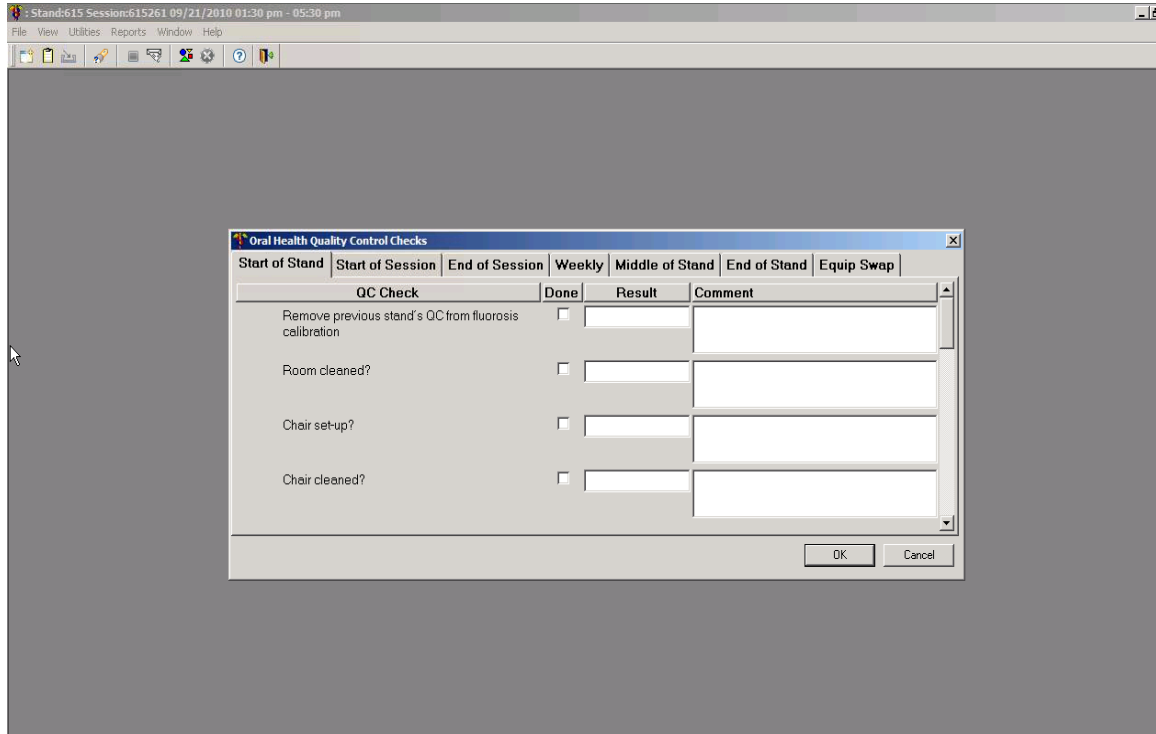 : Stand:615 Session:615261 09/21/2010 01:30 pm - 05:30 pm
File View Utilities Reports Window Help
Oral Health Quality Control Checks
Start of Stand Start of Session End of Session Weekly Middle of Stand End of Stand Equip Swap
QC Check Done Result Comment
Remove previous stand's QC from fluorosis
calibration
Room cleaned?
Chair set-up?
Chair cleaned?
OK Cancel